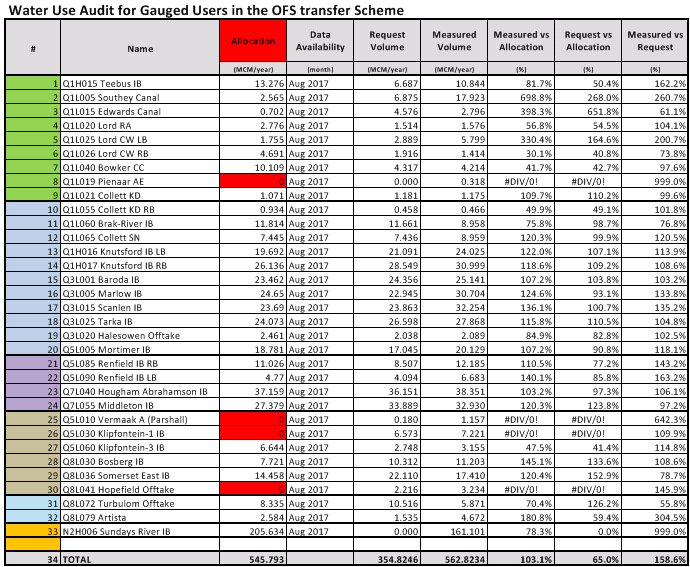 Water Use Audit for Gauged Users in the OFS transfer Scheme
# Name Allocation Data Availability Request Volume Measured Volume Measured vs Allocation Request vs Allocation Measured vs Request
(MCM/year) (month) (MCM/year) (MCM/year) (%) (%) (%)
1 Q1H015 Teebus IB 13.276 Aug 2017 6.687 10.844 81.7% 50.4% 162.2%
2 Q1L005 Southey Canal 2.565 Aug 2017 6.875 17.923 698.8% 268.0% 260.7%
3 Q1L015 Edwards Canal 0.702 Aug 2017 4.576 2.796 398.3% 651.8% 61.1%
4 Q1L020 Lord RA 2.776 Aug 2017 1.514 1.576 56.8% 54.5% 104.1%
5 Q1L025 Lord CW LB 1.755 Aug 2017 2.889 5.799 330.4% 164.6% 200.7%
6 Q1L026 Lord CW RB 4.691 Aug 2017 1.916 1.414 30.1% 40.8% 73.8%
7 Q1L040 Bowker CC 10.109 Aug 2017 4.317 4.214 41.7% 42.7% 97.6%
8 Q1L019 Pienaar AE 0 Aug 2017 0.000 0.318 #DIV/0! #DIV/0! 999.0%
9 Q1L021 Collett KD 1.071 Aug 2017 1.181 1.175 109.7% 110.2% 99.6%
10 Q1L055 Collett KD RB 0.934 Aug 2017 0.458 0.466 49.9% 49.1% 101.8%
11 Q1L060 Brak-River IB 11.814 Aug 2017 11.661 8.958 75.8% 98.7% 76.8%
12 Q1L065 Collett SN 7.445 Aug 2017 7.436 8.959 120.3% 99.9% 120.5%
13 Q1H016 Knutsford IB LB 19.692 Aug 2017 21.091 24.025 122.0% 107.1% 113.9%
14 Q1H017 Knutsford IB RB 26.136 Aug 2017 28.549 30.999 118.6% 109.2% 108.6%
15 Q3L001 Baroda IB 23.462 Aug 2017 24.356 25.141 107.2% 103.8% 103.2%
16 Q3L005 Marlow IB 24.65 Aug 2017 22.945 30.704 124.6% 93.1% 133.8%
17 Q3L015 Scanlen IB 23.69 Aug 2017 23.863 32.254 136.1% 100.7% 135.2%
18 Q3L025 Tarka IB 24.073 Aug 2017 26.598 27.868 115.8% 110.5% 104.8%
19 Q3L020 Halesowen Offtake 2.461 Aug 2017 2.038 2.089 84.9% 82.8% 102.5%
20 Q5L005 Mortimer IB 18.781 Aug 2017 17.045 20.129 107.2% 90.8% 118.1%
21 Q5L085 Renfield IB RB 11.026 Aug 2017 8.507 12.185 110.5% 77.2% 143.2%
22 Q5L090 Renfield IB LB 4.77 Aug 2017 4.094 6.683 140.1% 85.8% 163.2%
23 Q7L040 Hougham Abrahamson IB 37.159 Aug 2017 36.151 38.351 103.2% 97.3% 106.1%
24 Q7L055 Middleton IB 27.379 Aug 2017 33.889 32.930 120.3% 123.8% 97.2%
25 Q5L010 Vermaak A (Parshall) 0 Aug 2017 0.180 1.157 #DIV/0! #DIV/0! 642.3%
26 Q5L030 Klipfontein-1 IB 0 Aug 2017 6.573 7.221 #DIV/0! #DIV/0! 109.9%
27 Q5L060 Klipfontein-3 IB 6.644 Aug 2017 2.748 3.155 47.5% 41.4% 114.8%
28 Q8L030 Bosberg IB 7.721 Aug 2017 10.312 11.203 145.1% 133.6% 108.6%
29 Q8L036 Somerset East IB 14.458 Aug 2017 22.110 17.410 120.4% 152.9% 78.7%
30 Q8L041 Hopefield Offtake 0 Aug 2017 2.216 3.234 #DIV/0! #DIV/0! 145.9%
31 Q8L072 Turbulom Offtake 8.335 Aug 2017 10.516 5.871 70.4% 126.2% 55.8%
32 Q8L079 Artista 2.584 Aug 2017 1.535 4.672 180.8% 59.4% 304.5%
33 N2H006 Sundays River IB 205.634 Aug 2017 0.000 161.101 78.3% 0.0% 999.0%
34 TOTAL 545.793 354.8246 562.8234 103.1% 65.0% 158.6%